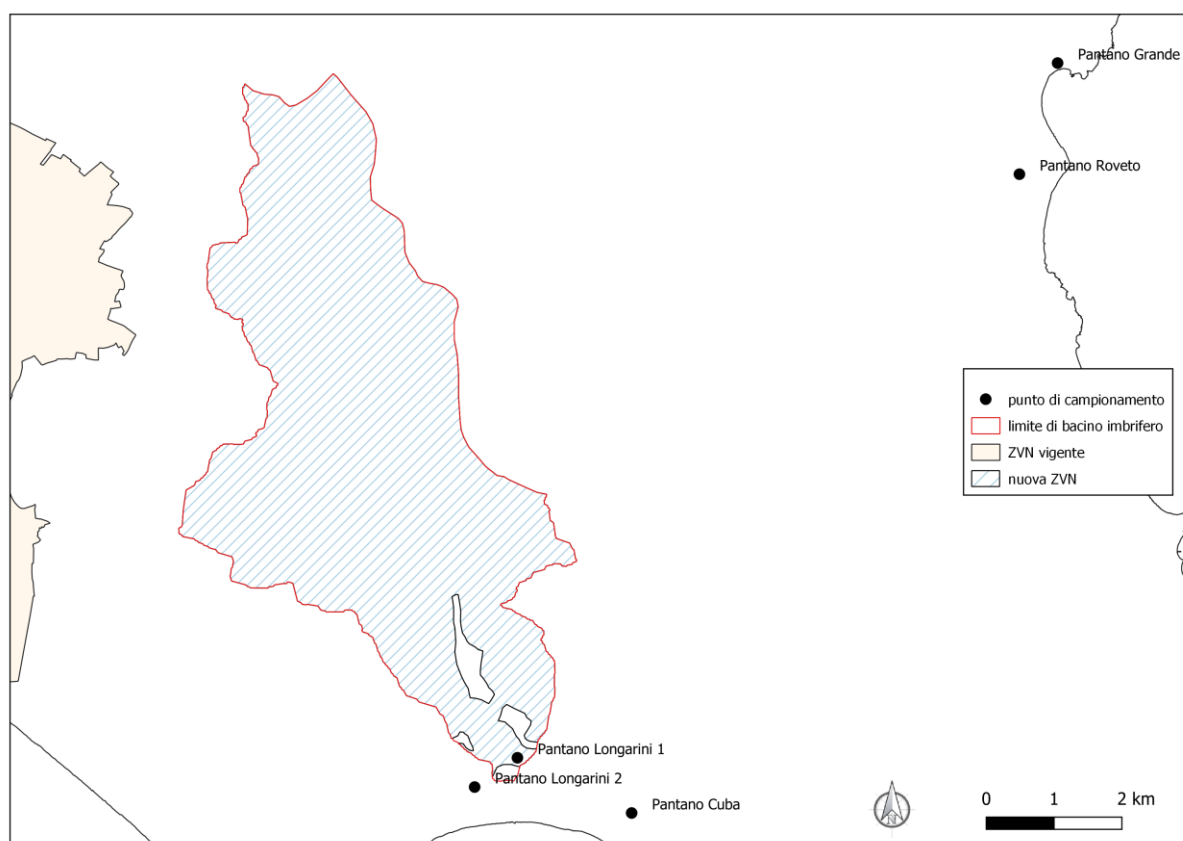 Pantano Grande
Pantano Roveto
punto di campionamento
limite di bacino imbrifero
ZVN vigente
nuova ZVN
Pantano Longarini 1
Pantano Longarini 2
Pantano Cuba
N
0 1 2 km